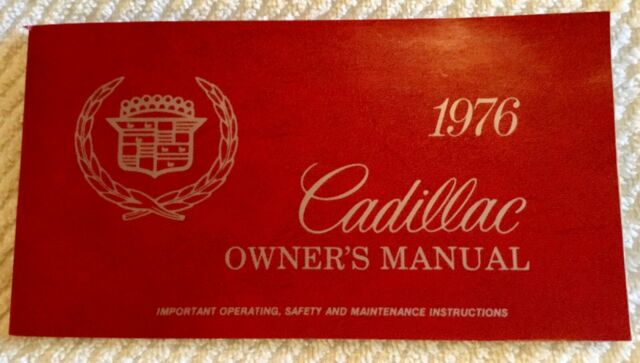 1976
Cadillac
OWNER'S MANUAL
IMPORTANT OPERATING, SAFETY AND MAINTENANCE INSTRUCTIONS